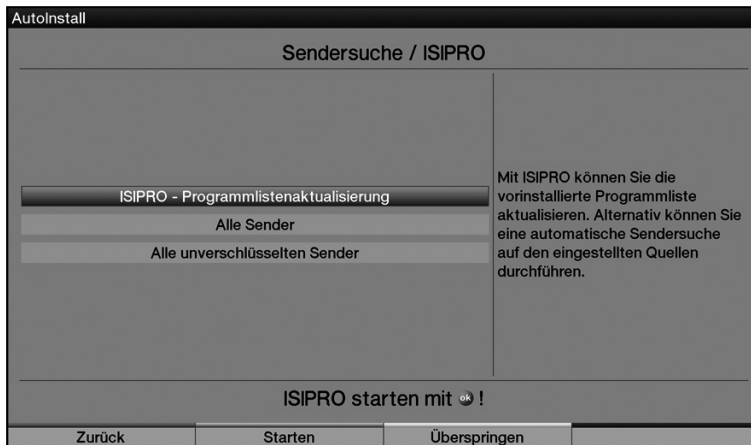 AutoInstall
Sendersuche / ISIPRO
ISIPRO - Programmlistenaktualisierung
Alle Sender
Alle unverschlüsselten Sender
Mit ISIPRO können Sie die
vorinstallierte Programmliste
aktualisieren. Alternativ können Sie
eine automatische Sendersuche
auf den eingestellten Quellen
durchführen.
ISIPRO starten mit ok !
Zurück
Starten
Überspringen